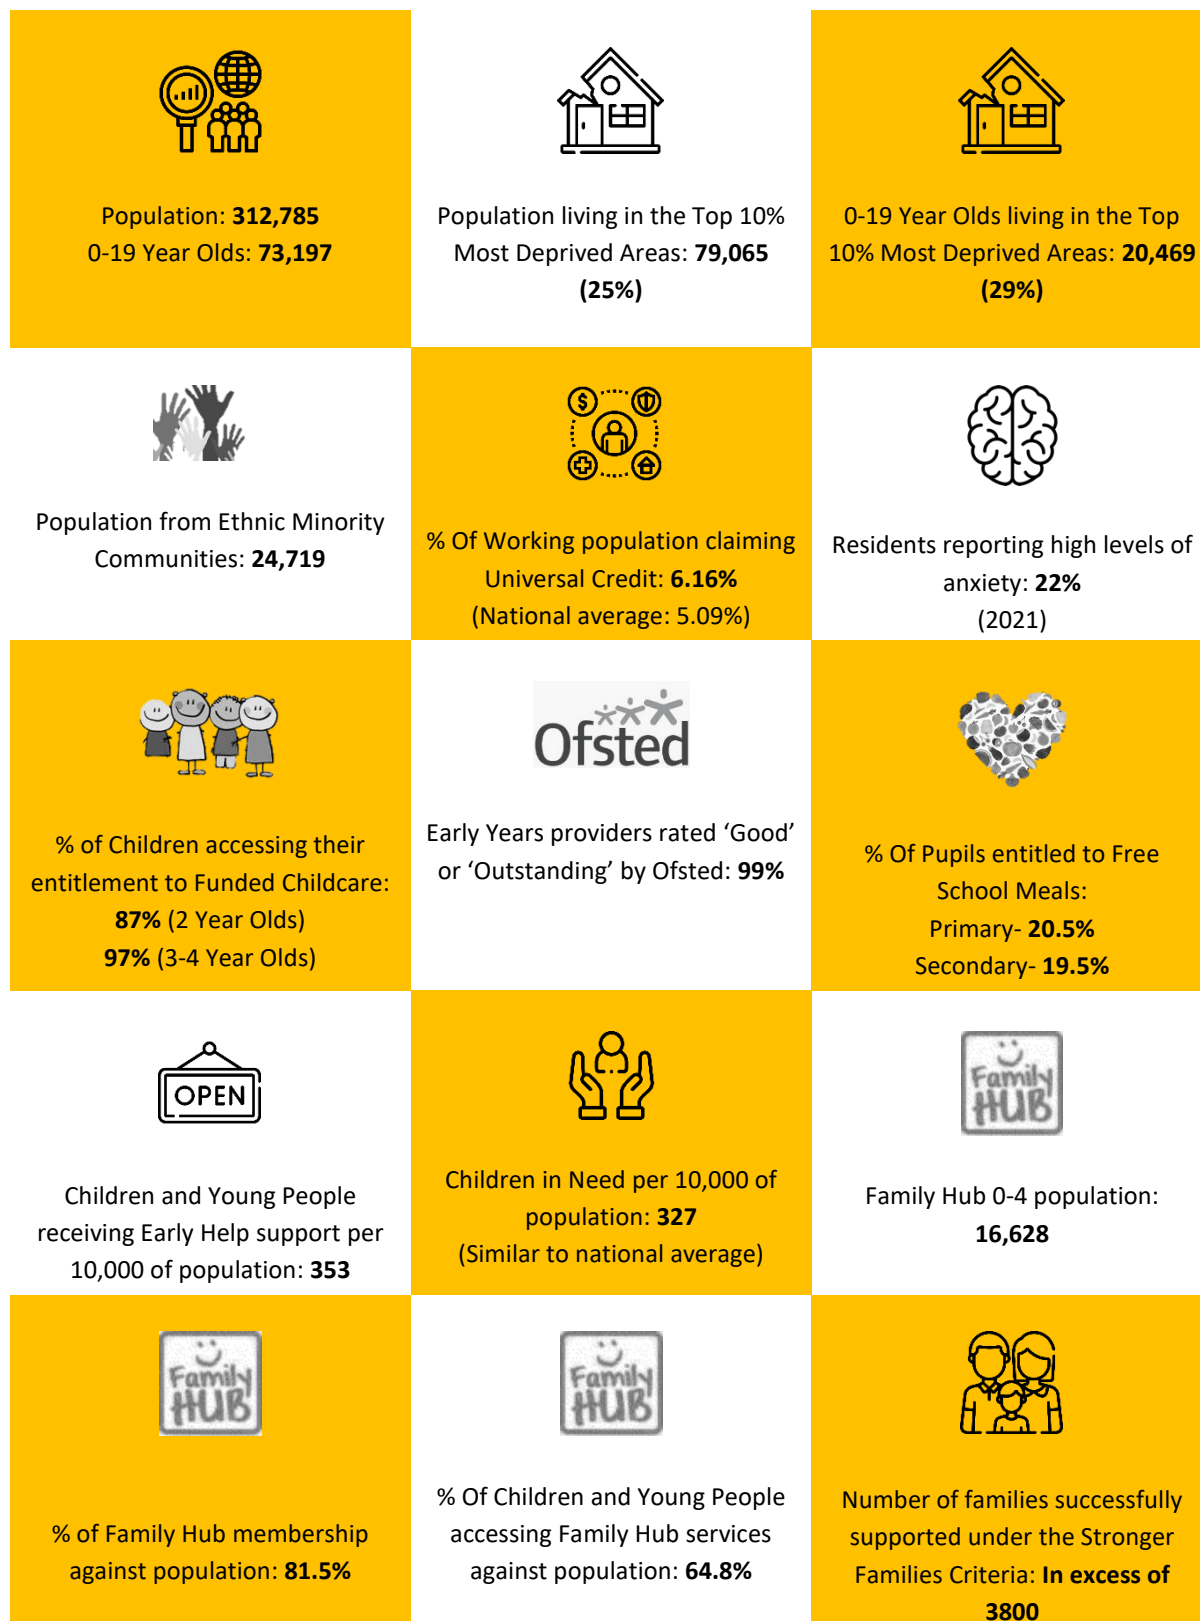 Population: 312,785
0-19 Year Olds: 73,197
Population living in the Top 10%
Most Deprived Areas: 79,065
(25%)
0-19 Year Olds living in the Top
10% Most Deprived Areas: 20,469
(29%)
Population from Ethnic Minority
Communities: 24,719
$
% Of Working population claiming
Universal Credit: 6.16%
(National average: 5.09%)
Residents reporting high levels of
anxiety: 22%
(2021)
% of Children accessing their
entitlement to Funded Childcare:
87% (2 Year Olds)
97% (3-4 Year Olds)
Ofsted
Early Years providers rated ‘Good’
or ‘Outstanding’ by Ofsted: 99%
% Of Pupils entitled to Free
School Meals:
Primary- 20.5%
Secondary- 19.5%
OPEN
Children and Young People
receiving Early Help support per
10,000 of population: 353
Children in Need per 10,000 of
population: 327
(Similar to national average)
Family
HUB
Family Hub 0-4 population:
16,628
Family
HUB
% of Family Hub membership
against population: 81.5%
Family
HUB
% Of Children and Young People
accessing Family Hub services
against population: 64.8%
Number of families successfully
supported under the Stronger
Families Criteria: In excess of
3800